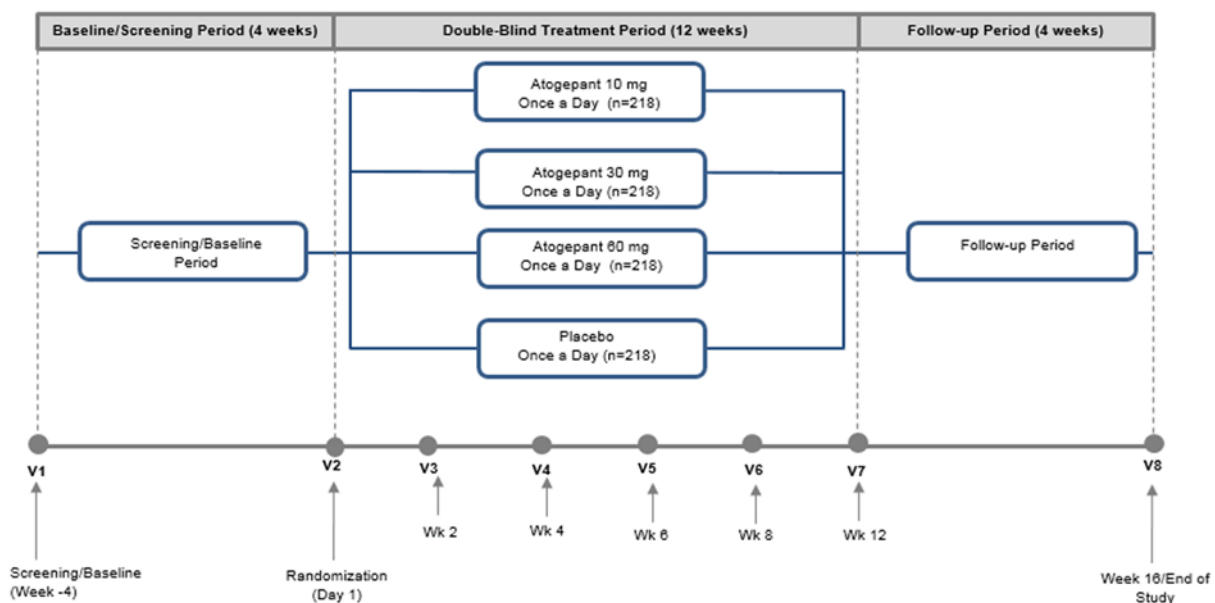 Baseline/Screening Period (4 weeks)
Double-Blind Treatment Period (12 weeks)
Follow-up Period (4 weeks)
Atogepant 10 mg
Once a Day (n=218)
Atogepant 30 mg
Once a Day (n=218)
Screening/Baseline
Period
Atogepant 60 mg
Once a Day (n=218)
Follow-up Period
Placebo
Once a Day (n=218)
V1
V2
V3
V4
V5
V6
V7
V8
Wk 2
Wk 4
Wk 6
Wk 8
Wk 12
Screening/Baseline
(Week -4)
Randomization
(Day 1)
Week 16/End of
Study